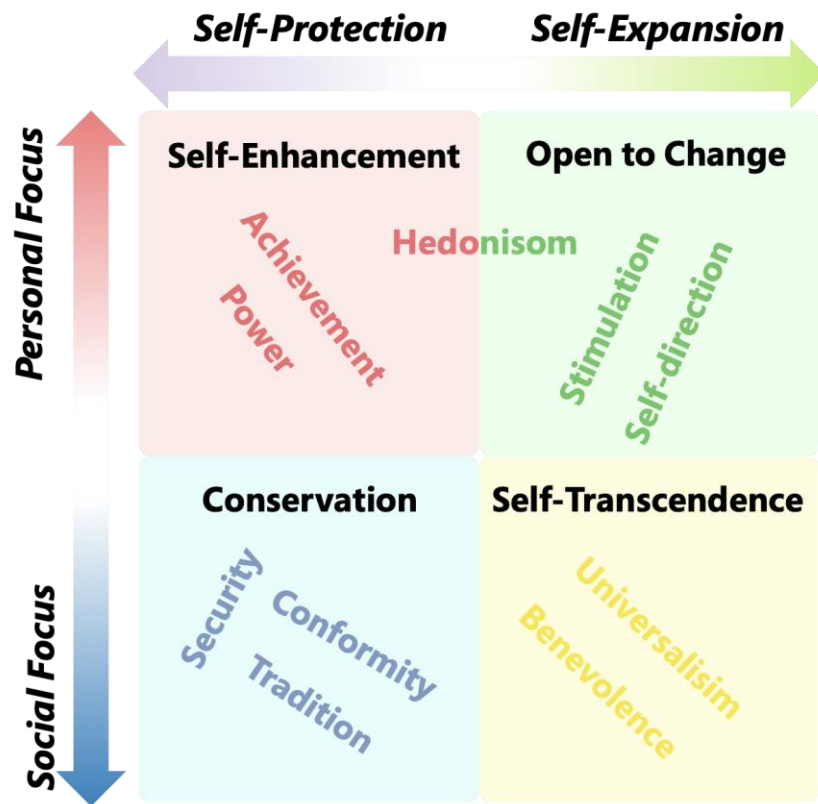 Self-Protection
Self-Expansion
Personal Focus
Social Focus
Self-Enhancement
Open to Change
Achievement
Power
Hedonisom
Stimulation
Self-direction
Conservation
Self-Transcendence
Security
Conformity
Tradition
Universalisim
Benevolence